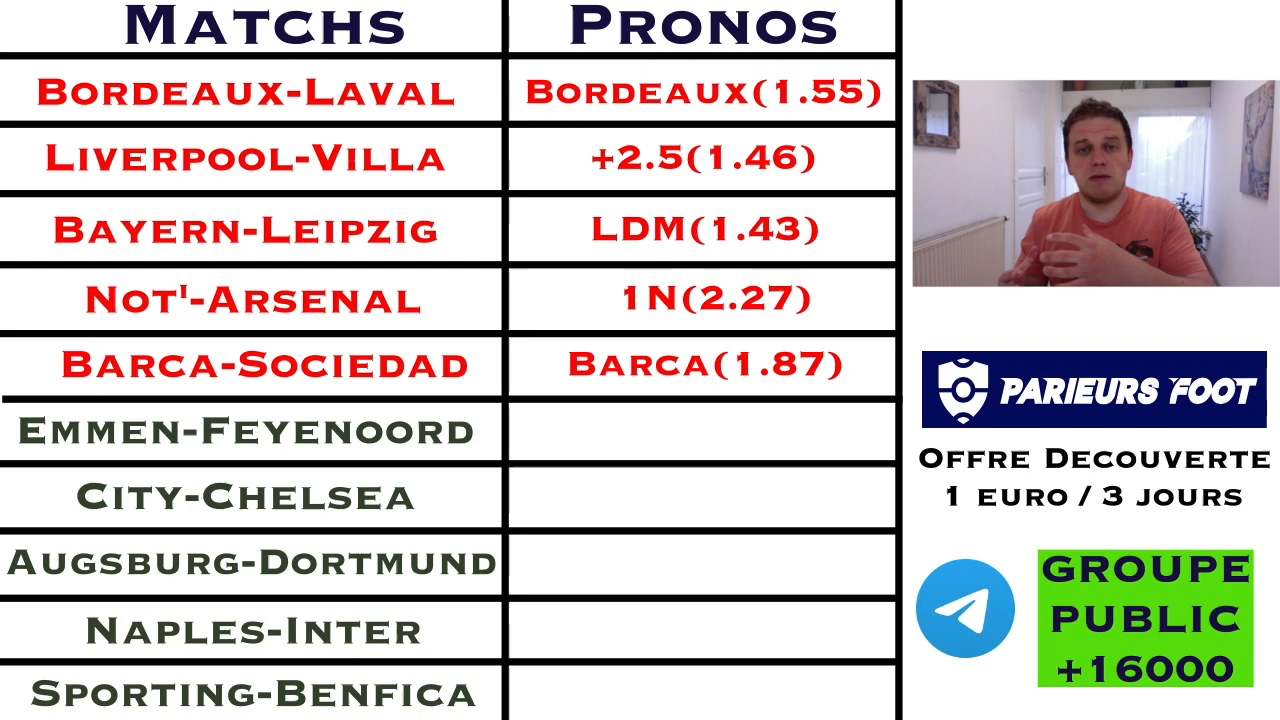 MATCHS PRONOS
BORDEAUX-LAVAL BORDEAUX(1.55)
LIVERPOOL-VILLA +2.5(1.46)
BAYERN-LEIPZIG LDM(1.43)
NOT'-ARSENAL 1N(2.27)
BARCA-SOCIEDAD BARCA(1.87)
EMMEN-FEYENOORD
CITY-CHELSEA
AUGSBURG-DORTMUND
NAPLES-INTER
SPORTING-BENFICA
PARIEURS FOOT
OFFRE DECOUVERTE
1 EURO / 3 JOURS
GROUPE
PUBLIC
+16000